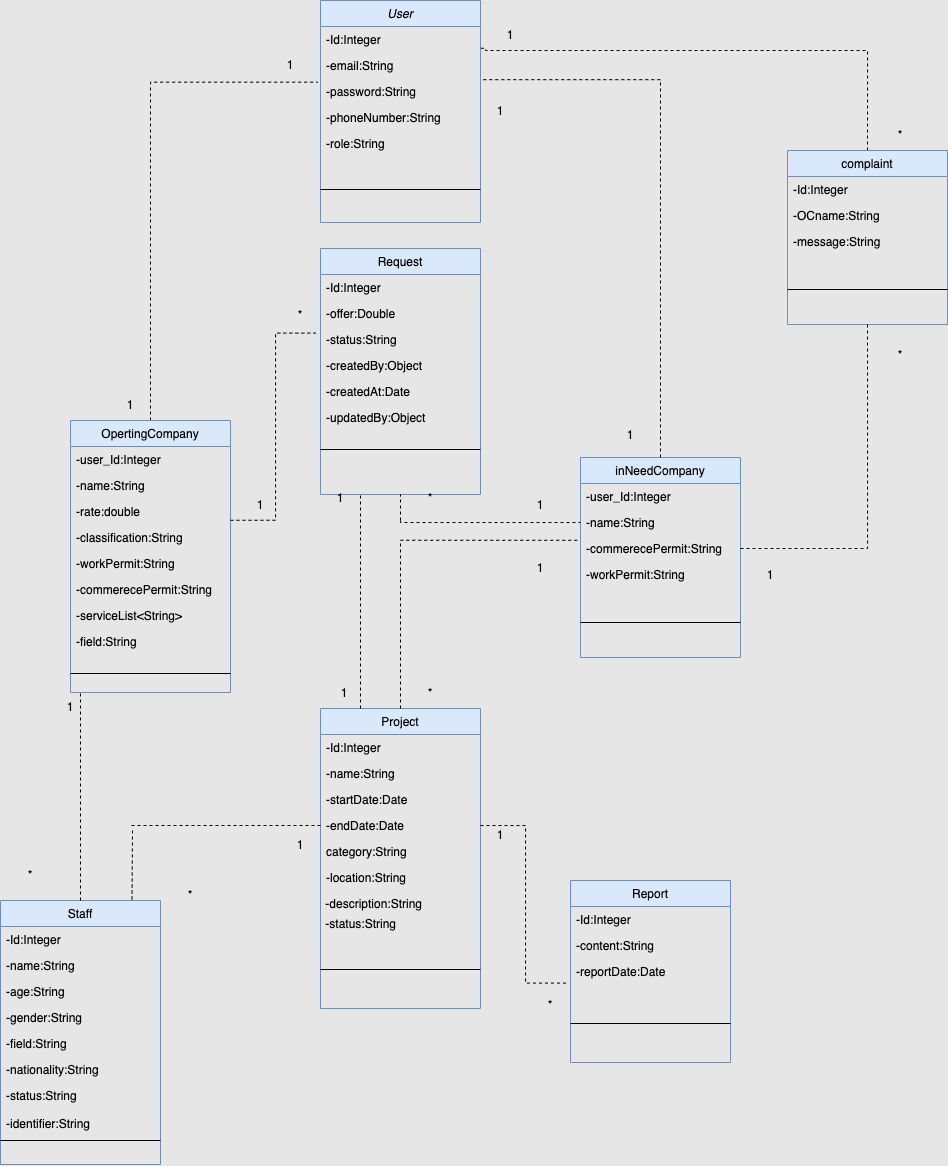 User
-Id:Integer
-email:String
-password:String
-phoneNumber:String
-role:String
1
1
1
*
complaint
-Id:Integer
-OCname:String
-message:String
*
Request
-Id:Integer
-offer:Double
-status:String
-createdBy:Object
-createdAt:Date
-updatedBy:Object
*
1
OpertingCompany
-user_Id:Integer
-name:String
-rate:double
-classification:String
-workPermit:String
-commerecePermit:String
-serviceList<String>
-field:String
1
1
*
1
inNeedCompany
-user_Id:Integer
-name:String
-commerecePermit:String
-workPermit:String
1
1
1
1
*
Project
-Id:Integer
-name:String
-startDate:Date
-endDate:Date
category:String
-location:String
-description:String
-status:String
1
1
1
*
*
Staff
-Id:Integer
-name:String
-age:String
-gender:String
-field:String
-nationality:String
-status:String
-identifier:String
Report
-Id:Integer
-content:String
-reportDate:Date
*